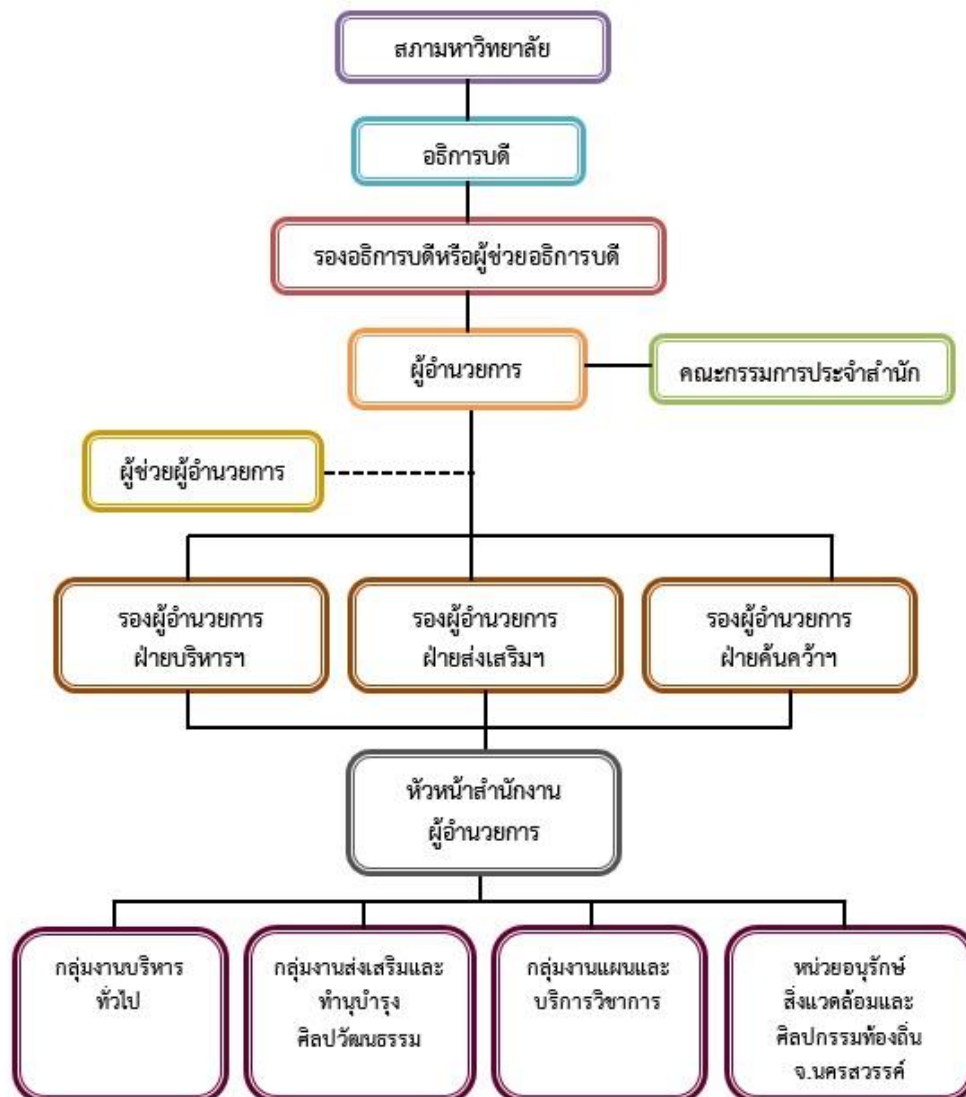 สภามหาวิทยาลัย
อธิการบดี
รองอธิการบดีหรือผู้ช่วยอธิการบดี
ผู้อำนวยการ
คณะกรรมการประจำสำนัก
ผู้ช่วยผู้อำนวยการ
รองผู้อำนวยการ
ฝ่ายบริหารฯ
รองผู้อำนวยการ
ฝ่ายส่งเสริมฯ
รองผู้อำนวยการ
ฝ่ายค้นคว้าฯ
หัวหน้าสำนักงาน
ผู้อำนวยการ
กลุ่มงานบริหาร
ทั่วไป
กลุ่มงานส่งเสริมและ
ทำนุบำรุง
ศิลปวัฒนธรรม
กลุ่มงานแผนและ
บริการวิชาการ
หน่วยอนุรักษ์
สิ่งแวดล้อมและ
ศิลปกรรมท้องถิ่น
จ.นครสวรรค์